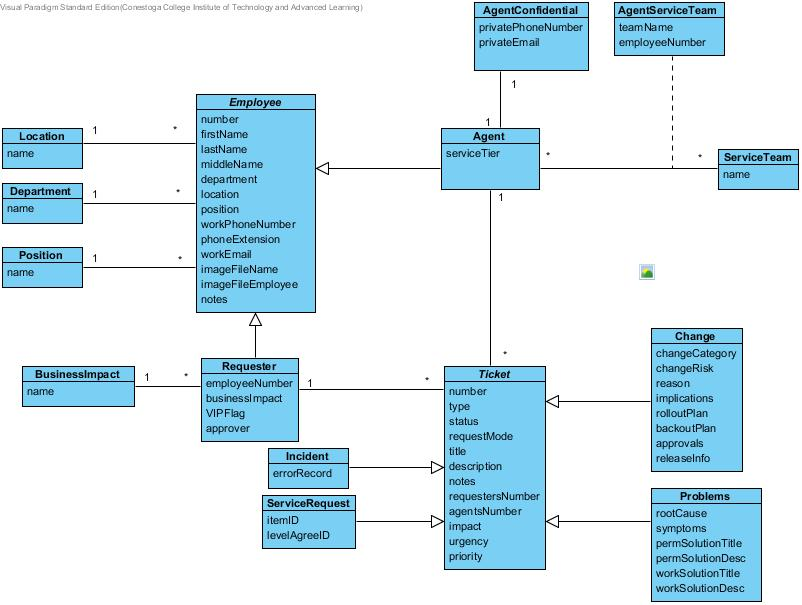 Visual Paradigm Standard Edition(Conestoga College Institute of Technology and Advanced Learning)
AgentConfidential
privatePhoneNumber
privateEmail
AgentServiceTeam
teamName
employeeNumber
1
1
Employee
number
firstName
lastName
middleName
department
location
position
workPhoneNumber
phoneExtension
workEmail
imageFileName
imageFileEmployee
notes
Location
name
1
*
Department
name
1
*
Position
name
1
*
Agent
serviceTier
*
*
ServiceTeam
name
1
*
BusinessImpact
name
1
*
Requester
employeeNumber
businessImpact
VIPFlag
approver
1
*
Ticket
number
type
status
requestMode
title
description
notes
requestersNumber
agentsNumber
impact
urgency
priority
Change
changeCategory
changeRisk
reason
implications
rolloutPlan
backoutPlan
approvals
releaseInfo
Incident
errorRecord
ServiceRequest
itemID
levelAgreeID
Problems
rootCause
symptoms
permSolutionTitle
permSolutionDesc
workSolutionTitle
workSolutionDesc